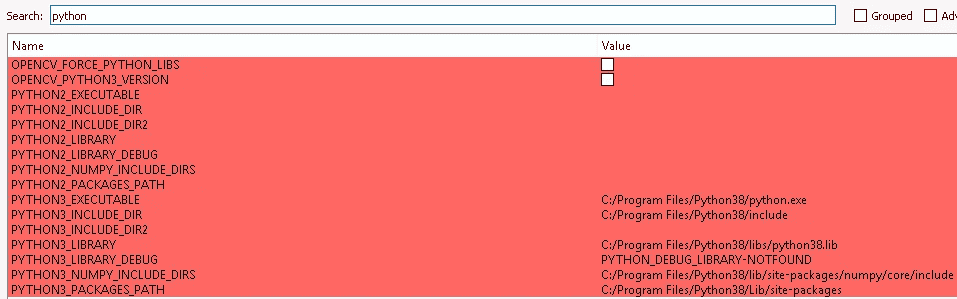 Search: python Grouped Adv
Name Value
OPENCV_FORCE_PYTHON_LIBS
OPENCV_PYTHON3_VERSION
PYTHON2_EXECUTABLE
PYTHON2_INCLUDE_DIR
PYTHON2_INCLUDE_DIR2
PYTHON2_LIBRARY
PYTHON2_LIBRARY_DEBUG
PYTHON2_NUMPY_INCLUDE_DIRS
PYTHON2_PACKAGES_PATH
PYTHON3_EXECUTABLE C:/Program Files/Python38/python.exe
PYTHON3_INCLUDE_DIR C:/Program Files/Python38/include
PYTHON3_INCLUDE_DIR2
PYTHON3_LIBRARY C:/Program Files/Python38/libs/python38.lib
PYTHON3_LIBRARY_DEBUG PYTHON_DEBUG_LIBRARY-NOTFOUND
PYTHON3_NUMPY_INCLUDE_DIRS C:/Program Files/Python38/lib/site-packages/numpy/core/include
PYTHON3_PACKAGES_PATH C:/Program Files/Python38/Lib/site-packages